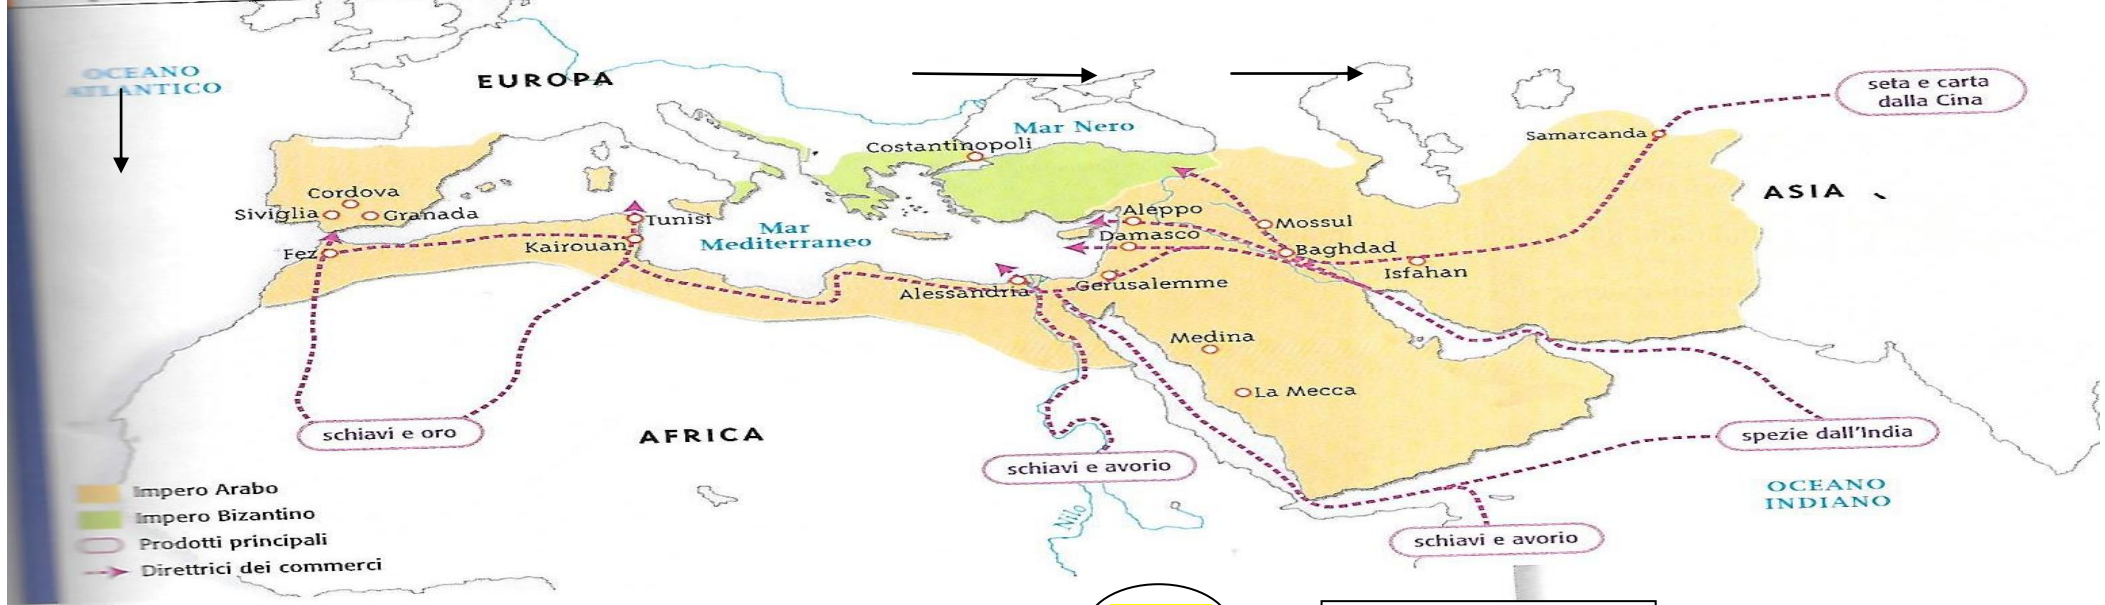 OCEANO
ATLANTICO
EUROPA
seta e carta
dalla Cina
Mar Nero
Costantinopoli
Samarcanda
ASIA
Cordova
Siviglia
Granada
Tunisi
Mar
Mediterraneo
Aleppo
Mossul
Damasco
Fez
Kairouan
Baghdad
Isfahan
Alessandria
Gerusalemme
Medina
La Mecca
schiavi e oro
AFRICA
spezie dall'India
schiavi e avorio
OCEANO
INDIANO
Nilo
schiavi e avorio
Impero Arabo
Impero Bizantino
Prodotti principali
Direttrici dei commerci